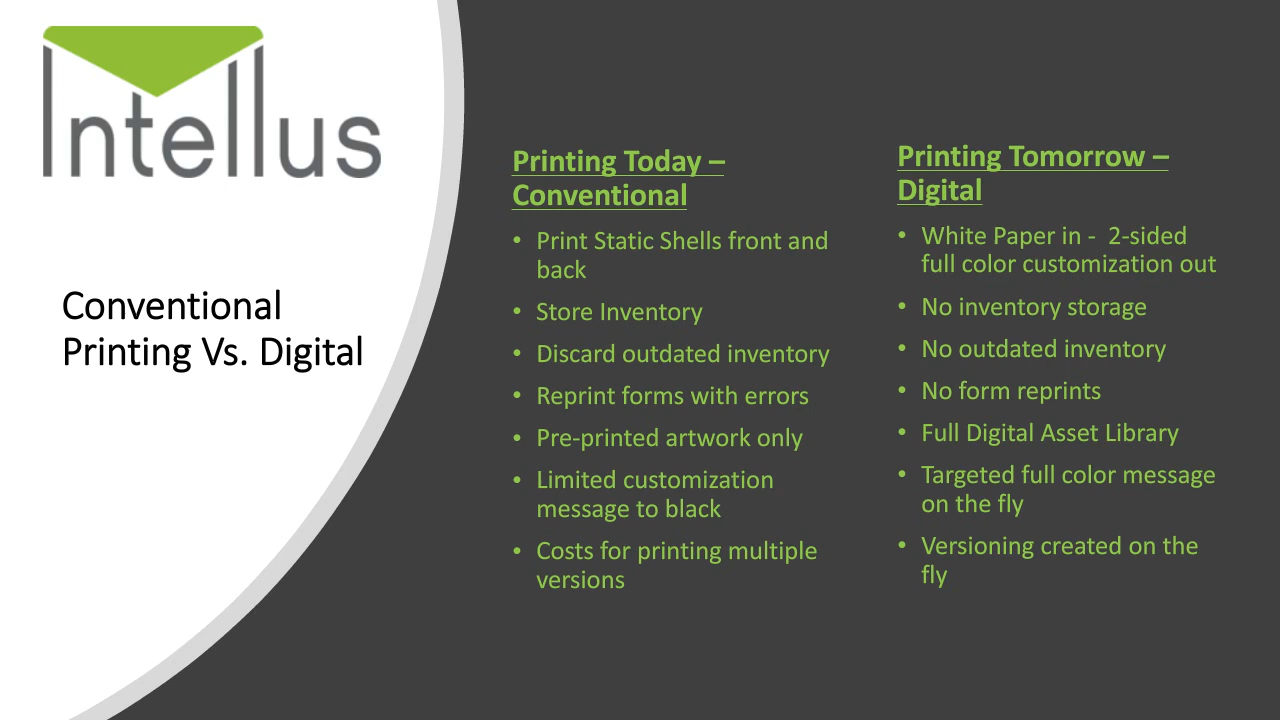 Intellus
Conventional
Printing Vs. Digital
Printing Today –
Conventional
• Print Static Shells front and
back
• Store Inventory
• Discard outdated inventory
• Reprint forms with errors
• Pre-printed artwork only
• Limited customization
message to black
• Costs for printing multiple
versions
Printing Tomorrow –
Digital
• White Paper in -  2-sided
full color customization out
• No inventory storage
• No outdated inventory
• No form reprints
• Full Digital Asset Library
• Targeted full color message
on the fly
• Versioning created on the
fly